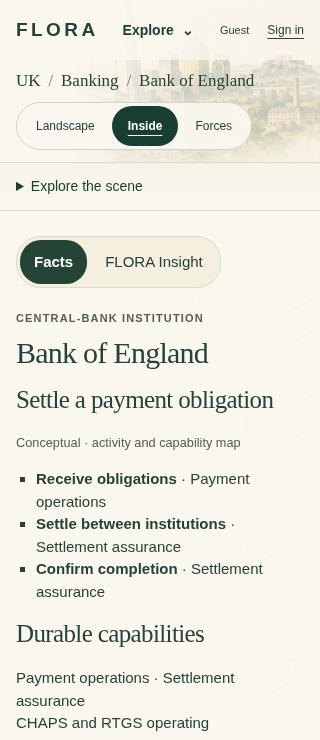 FLORA Explore Guest Sign in
UK / Banking / Bank of England
Landscape Inside Forces
Explore the scene
Facts FLORA Insight
CENTRAL-BANK INSTITUTION
Bank of England
Settle a payment obligation
Conceptual · activity and capability map
Receive obligations · Payment
operations
Settle between institutions ·
Settlement assurance
Confirm completion · Settlement
assurance
Durable capabilities
Payment operations · Settlement
assurance
CHAPS and RTGS operating